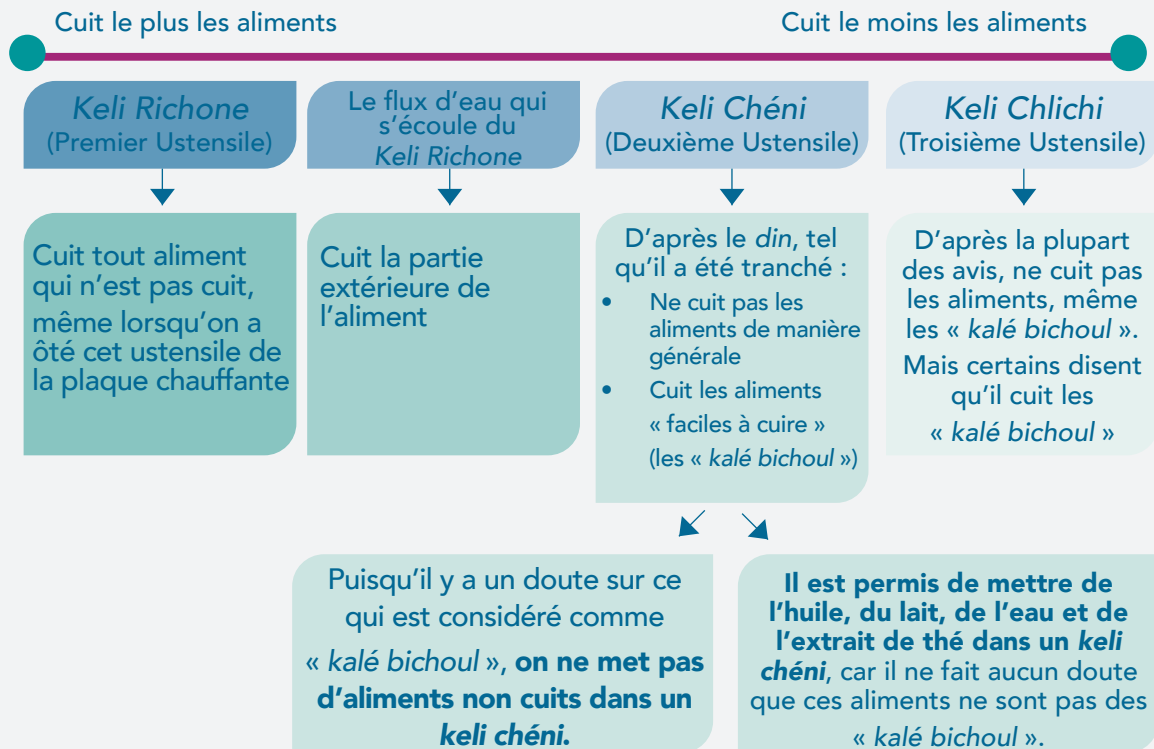 Cuit le plus les aliments
Cuit le moins les aliments
Keli Richone
(Premier Ustensile)
Le flux d'eau qui
s'écoule du
Keli Richone
Keli Chéni
(Deuxième Ustensile)
Keli Chlichi
(Troisième Ustensile)
Cuit tout aliment
qui n'est pas cuit,
même lorsqu'on a
ôté cet ustensile de
la plaque chauffante
Cuit la partie
extérieure de
l'aliment
D'après le din, tel
qu'il a été tranché :
• Ne cuit pas les
aliments de manière
générale
• Cuit les aliments
« faciles à cuire »
(les « kalé bichoul »)
D'après la plupart
des avis, ne cuit pas
les aliments, même
les « kalé bichoul ».
Mais certains disent
qu'il cuit les
« kalé bichoul »
Puisqu'il y a un doute sur ce
qui est considéré comme
« kalé bichoul », on ne met pas
d'aliments non cuits dans un
keli chéni.
Il est permis de mettre de
l'huile, du lait, de l'eau et de
l'extrait de thé dans un keli
chéni, car il ne fait aucun doute
que ces aliments ne sont pas des
« kalé bichoul ».